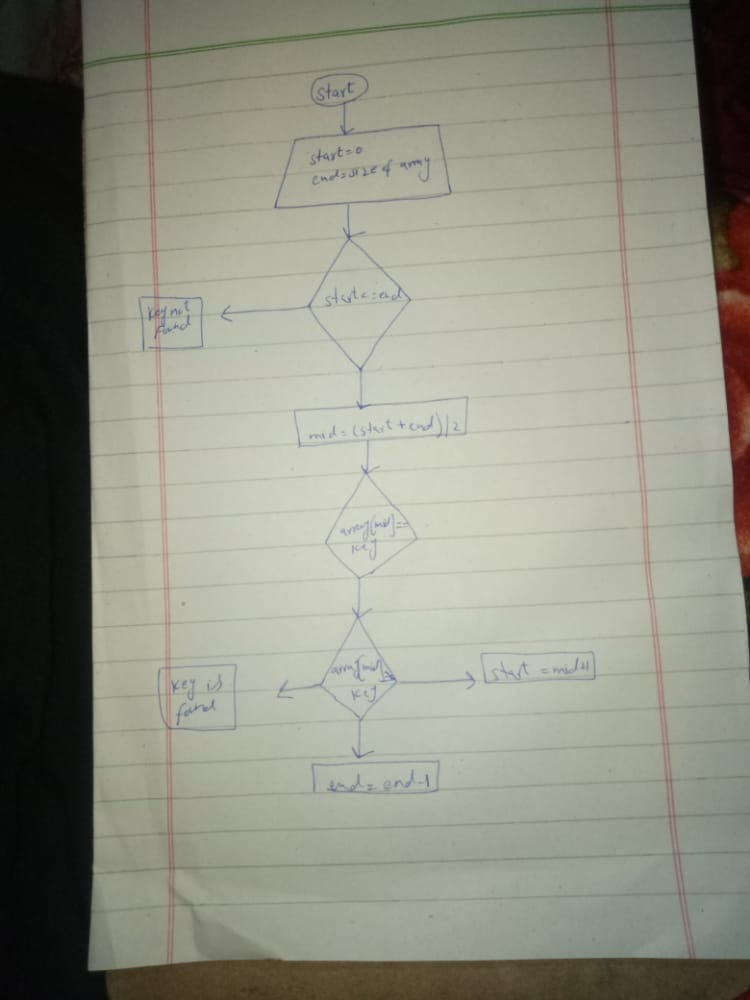 start
start=0
end=size of array
start<=end
key not
found
mid=(start+end)/2
array[mid]==
key
array[mid]>
key
key is
found
start=mid+1
end=end-1